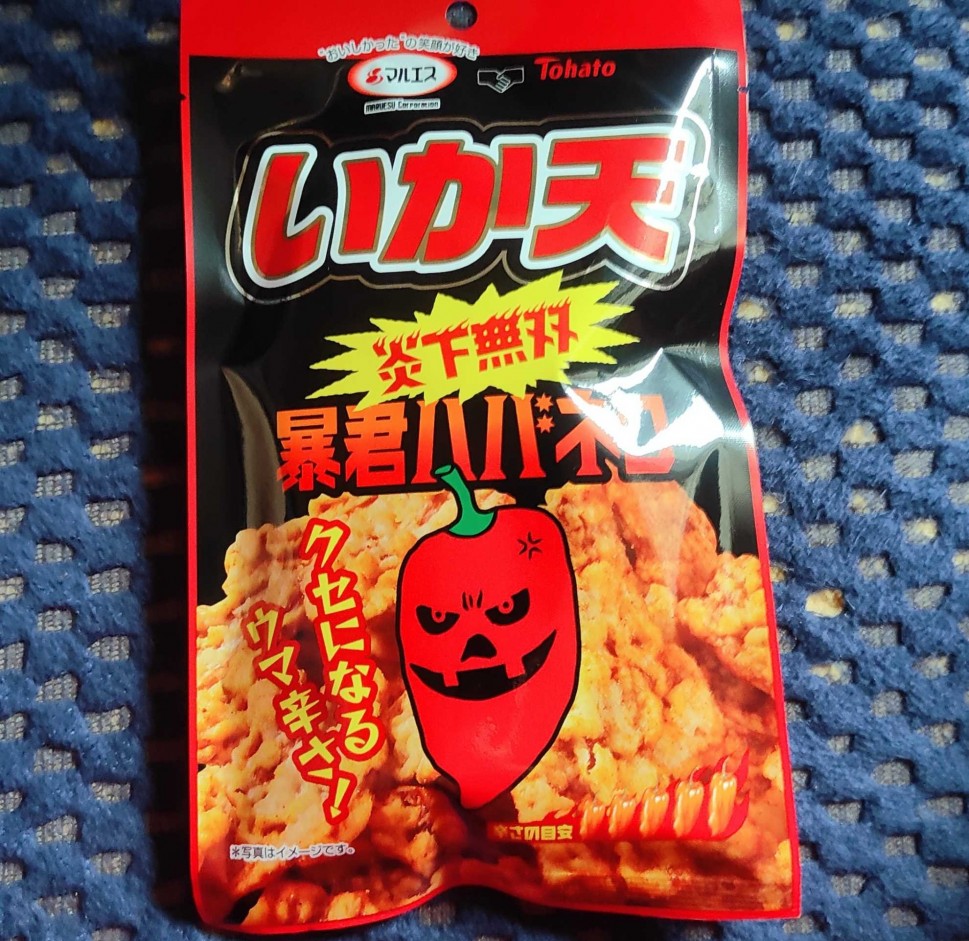 "おいしかった"の笑顔が好き
マルエス
Tohato
MARUESU Corporation
いか天
炎下無双
暴君ハバネロ
クセになる
ウマ辛さ!
辛さの目安
*写真はイメージです。